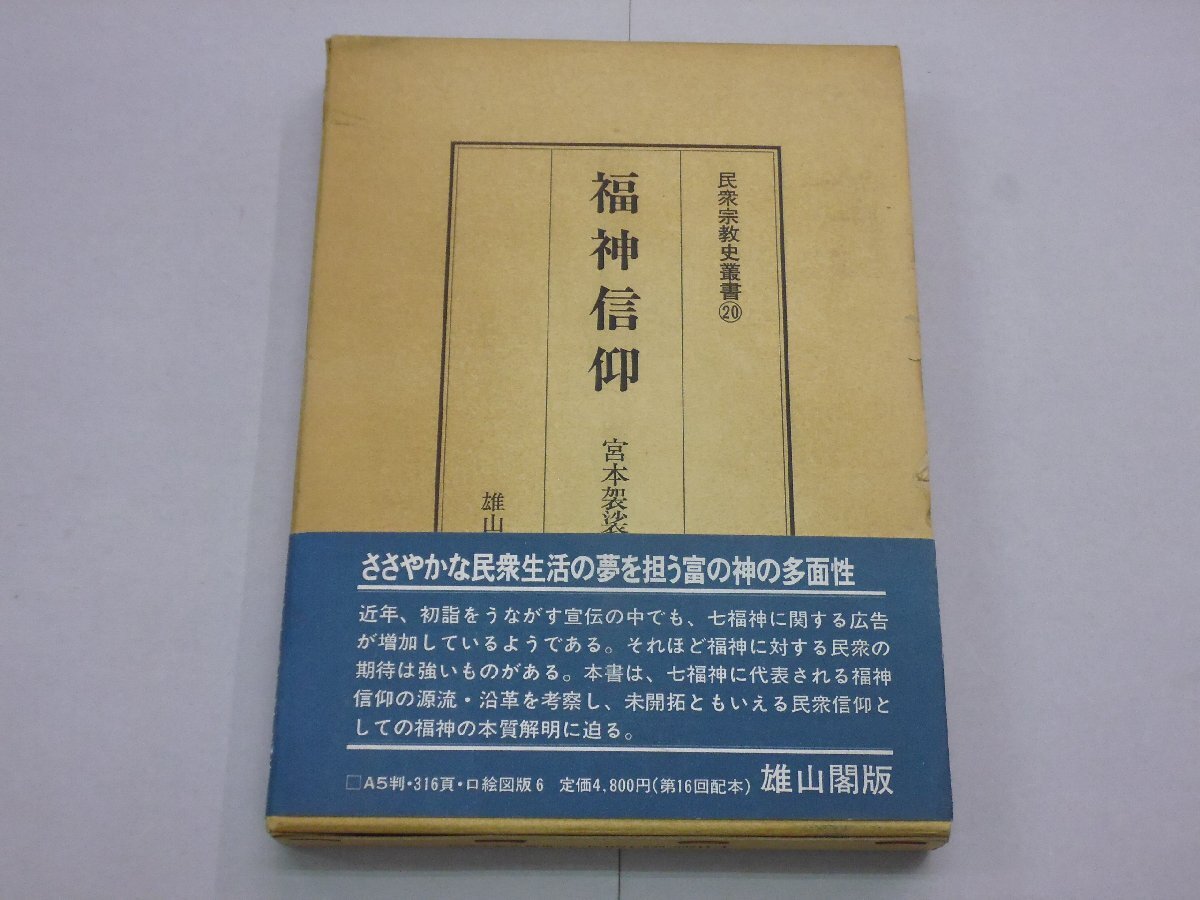 民衆宗教史叢書⑳
福神信仰
宮本袈裟
雄山
ささやかな民衆生活の夢を担う富の神の多面性
近年、初詣をうながす宣伝の中でも、七福神に関する広告
が増加しているようである。それほど福神に対する民衆の
期待は強いものがある。本書は、七福神に代表される福神
信仰の源流・沿革を考察し、未開拓ともいえる民衆信仰と
しての福神の本質解明に迫る。
□A5判・316頁・口絵図版6 定価4,800円(第16回配本) 雄山閣版